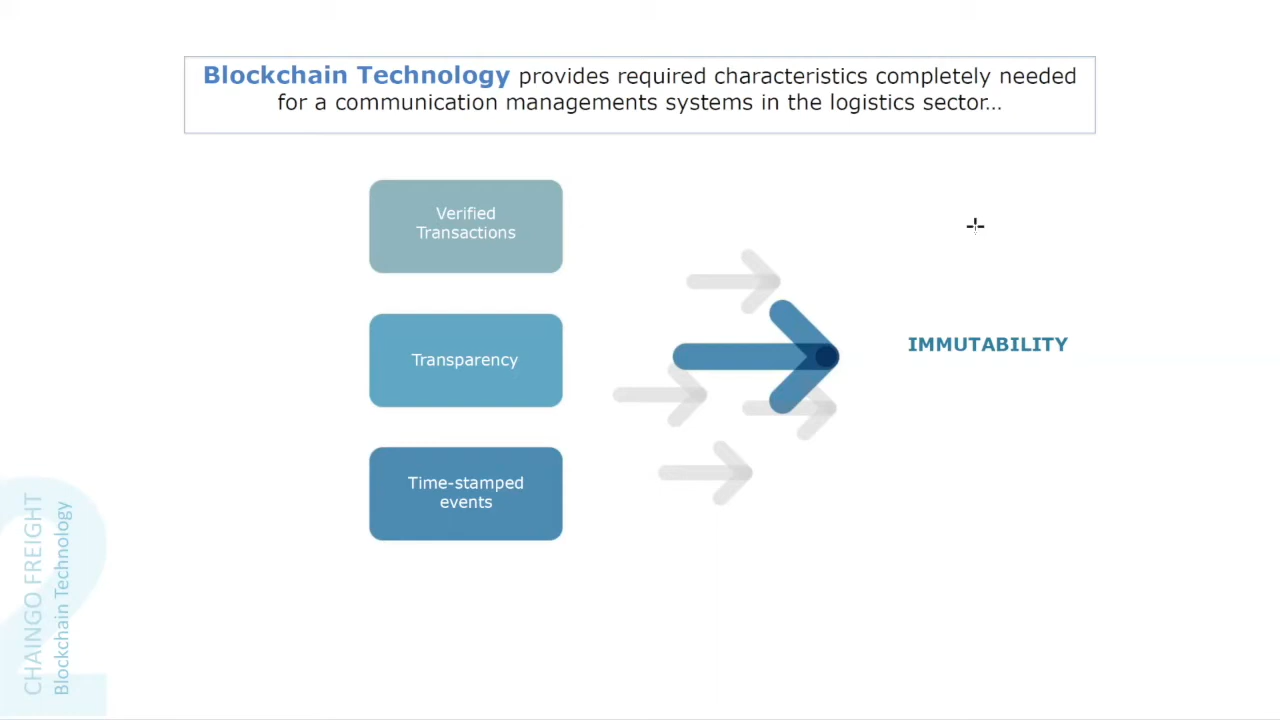 Blockchain Technology provides required characteristics completely needed
for a communication managements systems in the logistics sector…
Verified
Transactions
Transparency
Time-stamped
events
IMMUTABILITY
2
CHAINGO FREIGHT
Blockchain Technology